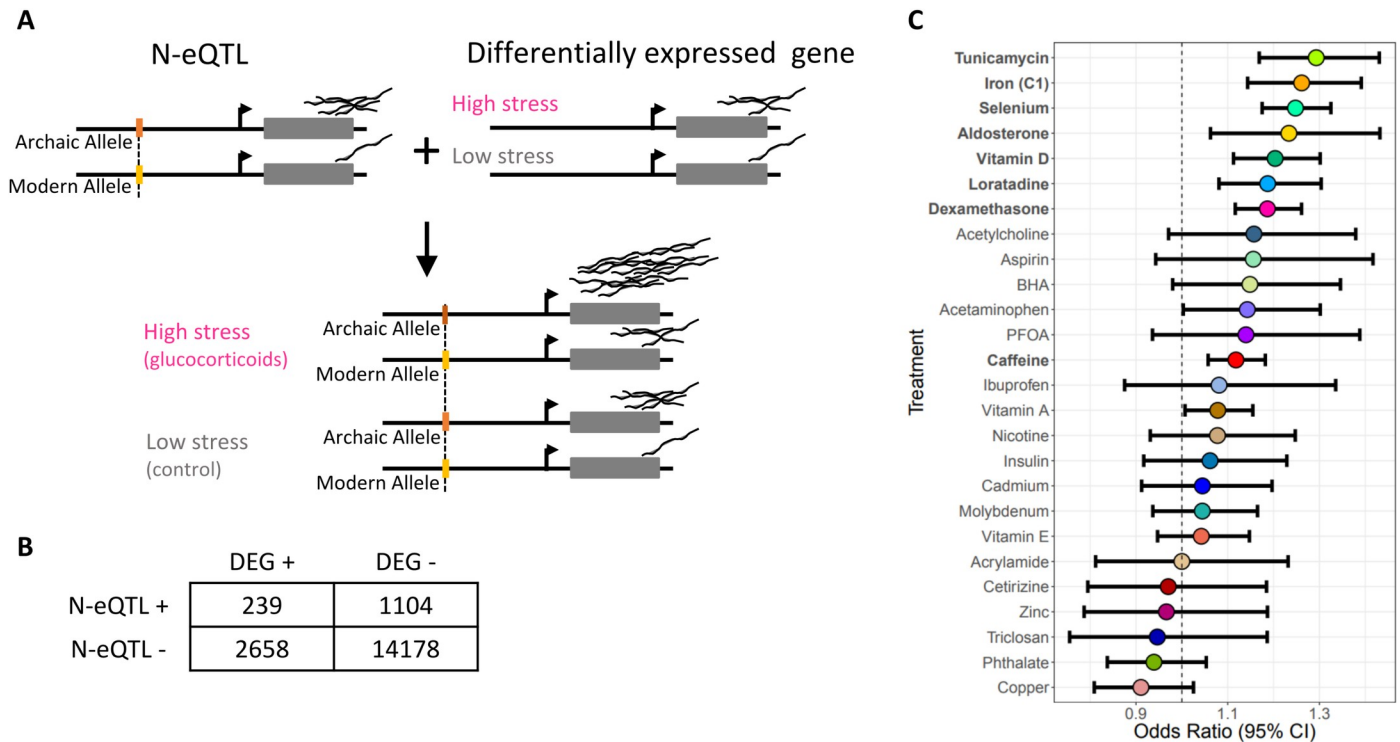 A
N-eQTL
Differentially expressed gene
Archaic Allele
Modern Allele
+
High stress
Low stress
High stress
(glucocorticoids)
Archaic Allele
Modern Allele
Low stress
(control)
Archaic Allele
Modern Allele
B
DEG + DEG -
N-eQTL + 239 1104
N-eQTL - 2658 14178
C
Treatment
Tunicamycin
Iron (C1)
Selenium
Aldosterone
Vitamin D
Loratadine
Dexamethasone
Acetylcholine
Aspirin
BHA
Acetaminophen
PFOA
Caffeine
Ibuprofen
Vitamin A
Nicotine
Insulin
Cadmium
Molybdenum
Vitamin E
Acrylamide
Cetirizine
Zinc
Triclosan
Phthalate
Copper
0.9 1.1 1.3
Odds Ratio (95% CI)